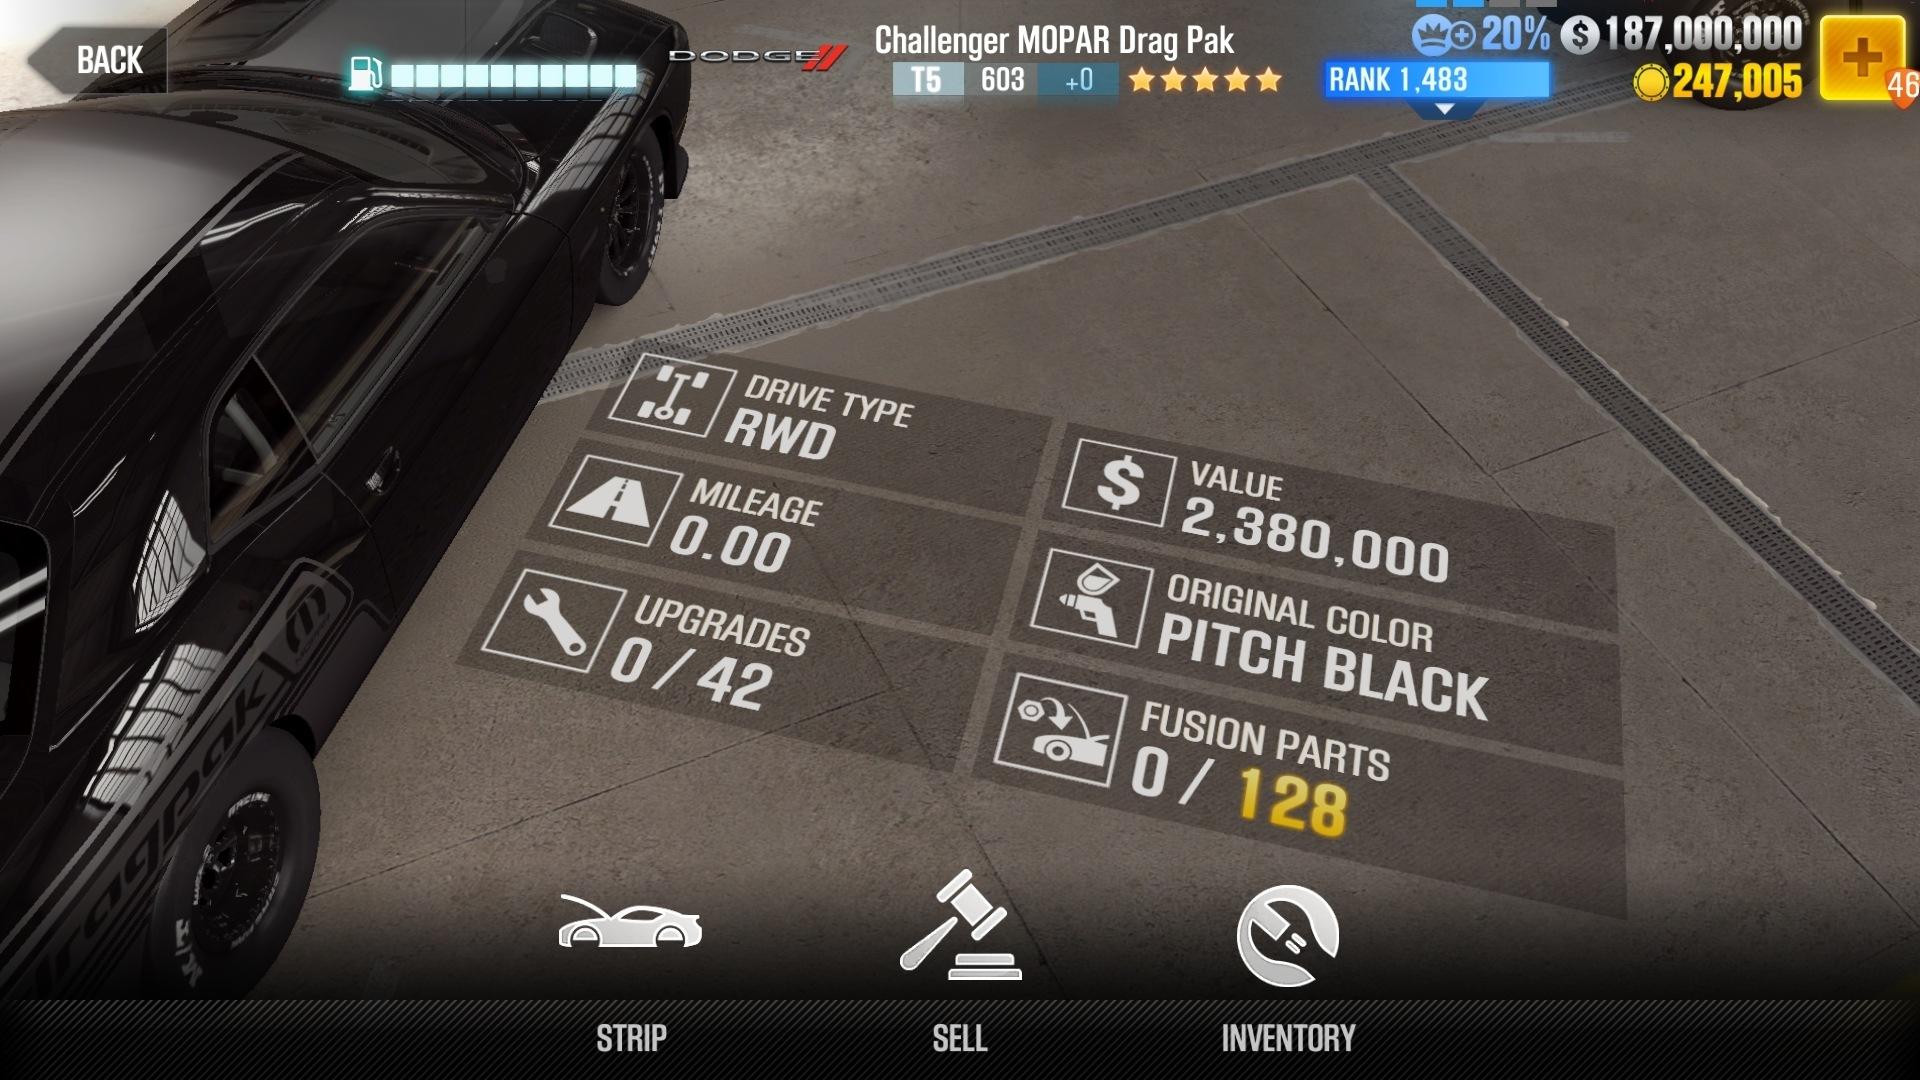 BACK
DODGE
Challenger MOPAR Drag Pak
T5 603 +0
20%
187,000,000
RANK 1,483
247,005
46
DRIVE TYPE
RWD
MILEAGE
0.00
UPGRADES
0 / 42
VALUE
2,380,000
ORIGINAL COLOR
PITCH BLACK
FUSION PARTS
0 / 128
dragpak
STRIP
SELL
INVENTORY